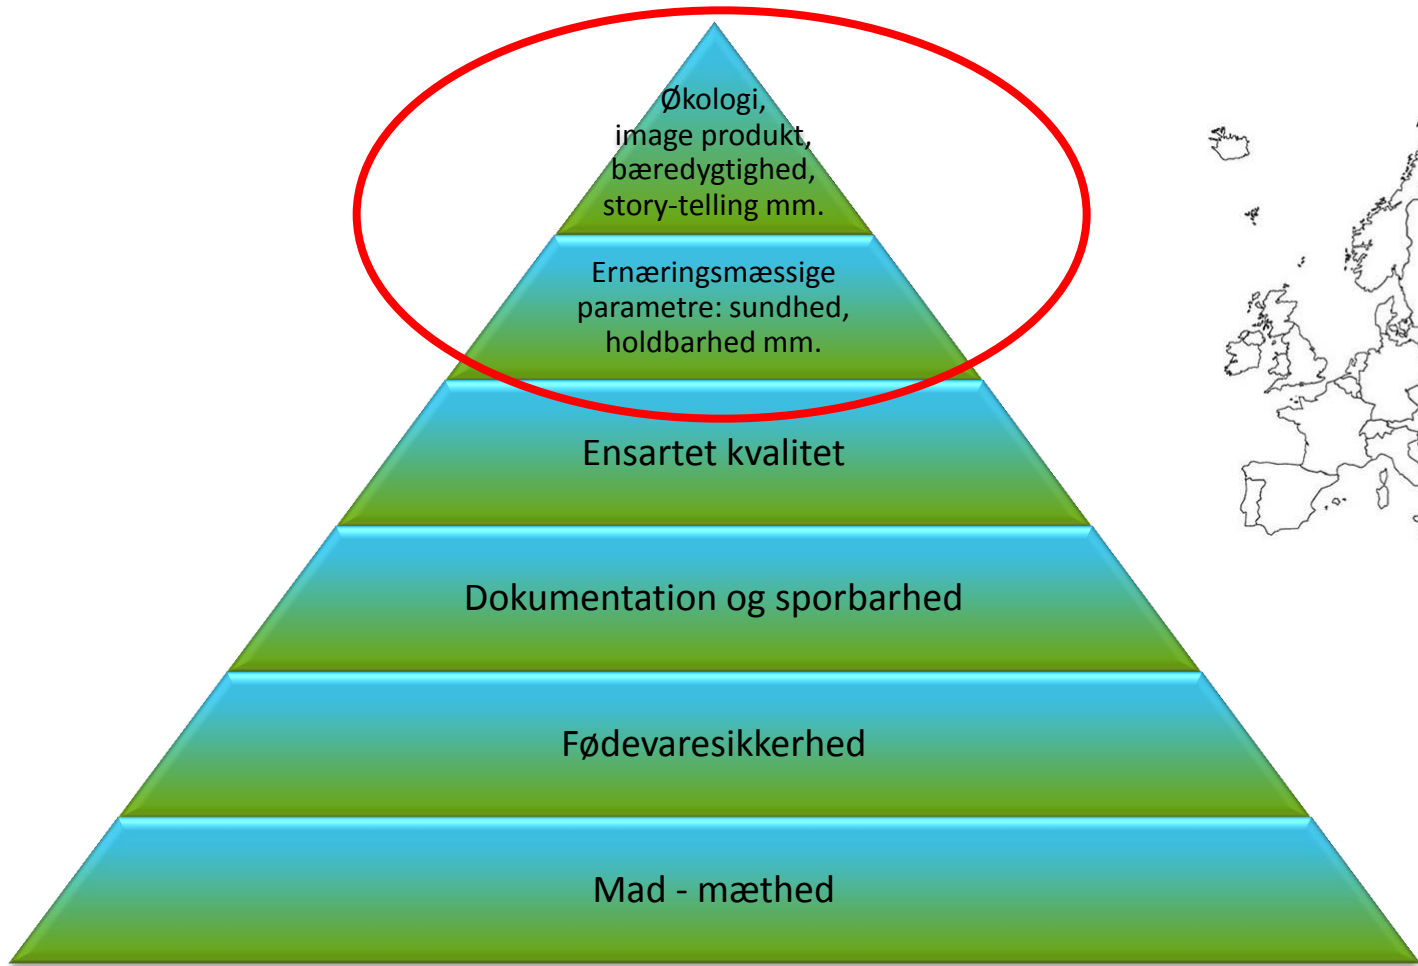 Økologi,
image produkt,
bæredygtighed,
story-telling mm.
Ernæringsmæssige
parametre: sundhed,
holdbarhed mm.
Ensartet kvalitet
Dokumentation og sporbarhed
Fødevaresikkerhed
Mad - mæthed